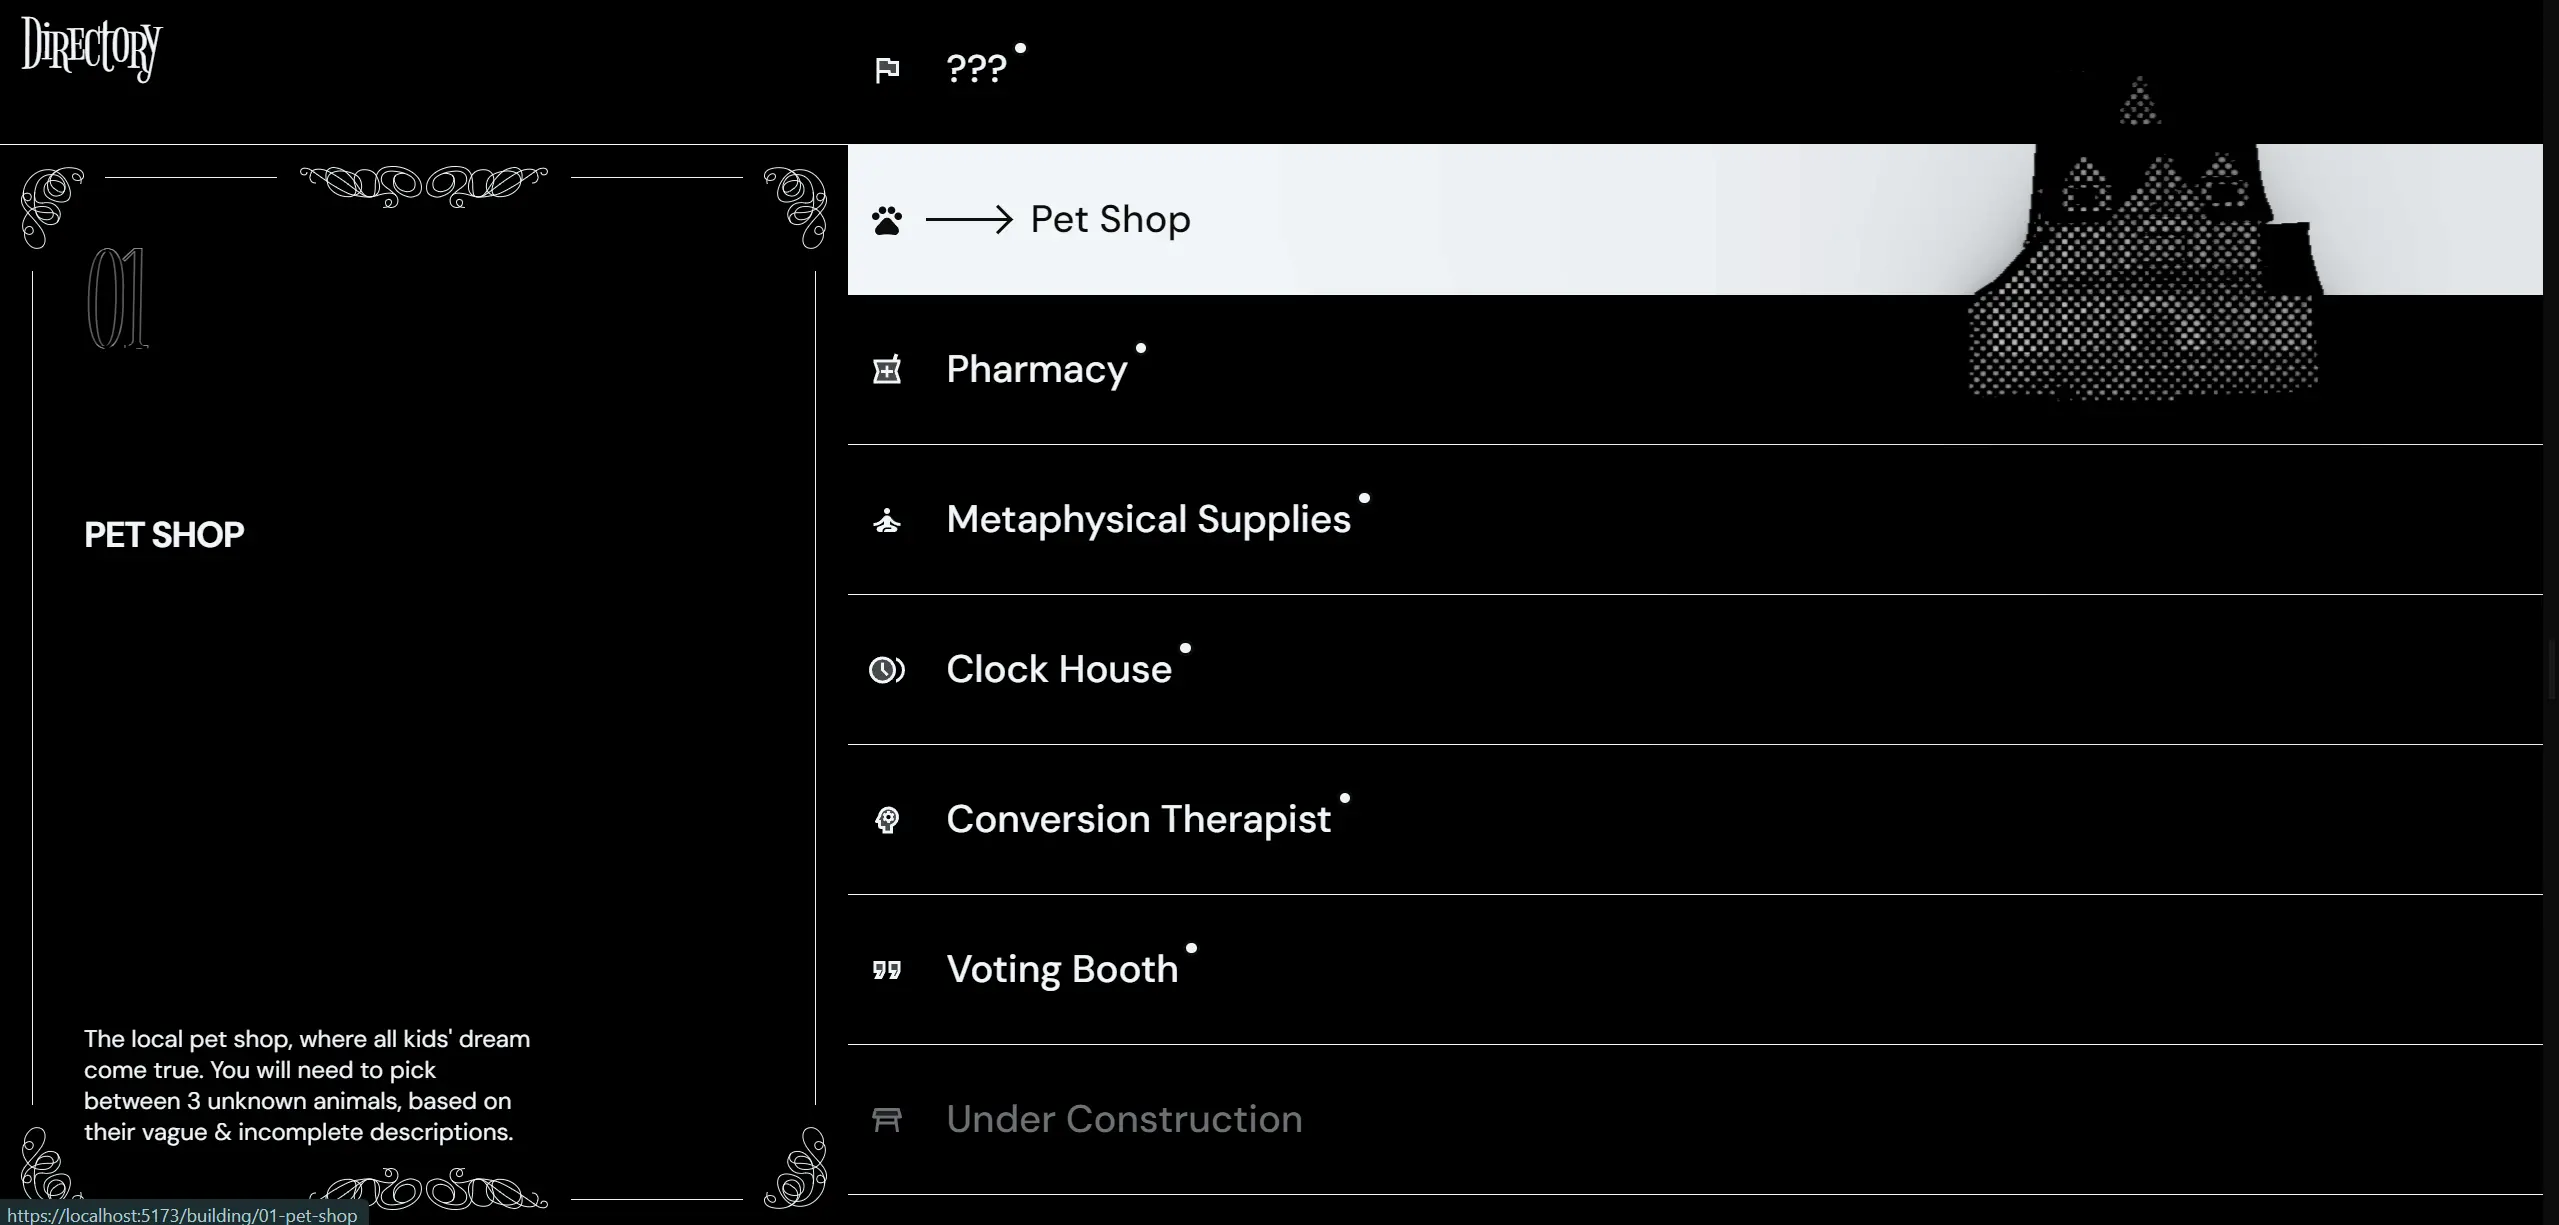 Directory
???
01
PET SHOP
The local pet shop, where all kids' dream
come true. You will need to pick
between 3 unknown animals, based on
their vague & incomplete descriptions.
Pet Shop
Pharmacy
Metaphysical Supplies
Clock House
Conversion Therapist
Voting Booth
Under Construction
https://localhost:5173/building/01-pet-shop